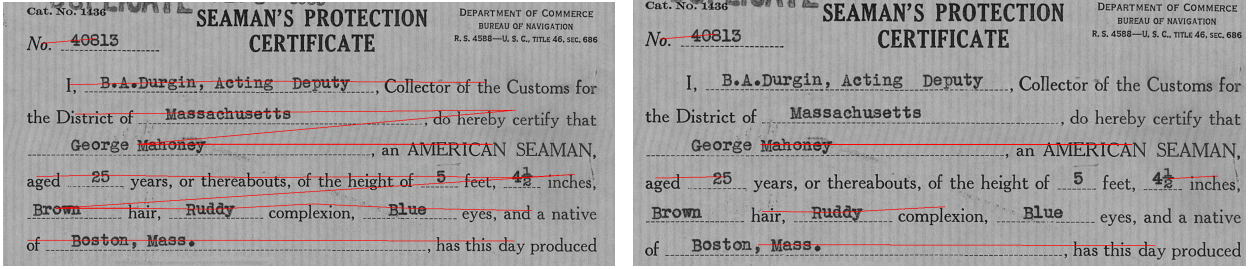 Cat. No. 1436
SEAMAN'S PROTECTION
CERTIFICATE
DEPARTMENT OF COMMERCE
BUREAU OF NAVIGATION
R. S. 4588—U. S. C., TITLE 46, SEC. 686
No. 40813
I, B.A.Durgin, Acting Deputy, Collector of the Customs for
the District of Massachusetts, do hereby certify that
George Mahoney, an AMERICAN SEAMAN,
aged 25 years, or thereabouts, of the height of 5 feet, 4½ inches,
Brown hair, Ruddy complexion, Blue eyes, and a native
of Boston, Mass., has this day produced
Cat. No. 1436
SEAMAN'S PROTECTION
CERTIFICATE
DEPARTMENT OF COMMERCE
BUREAU OF NAVIGATION
R. S. 4588—U. S. C., TITLE 46, SEC. 686
No. 40813
I, B.A.Durgin, Acting Deputy, Collector of the Customs for
the District of Massachusetts, do hereby certify that
George Mahoney, an AMERICAN SEAMAN,
aged 25 years, or thereabouts, of the height of 5 feet, 4½ inches,
Brown hair, Ruddy complexion, Blue eyes, and a native
of Boston, Mass., has this day produced